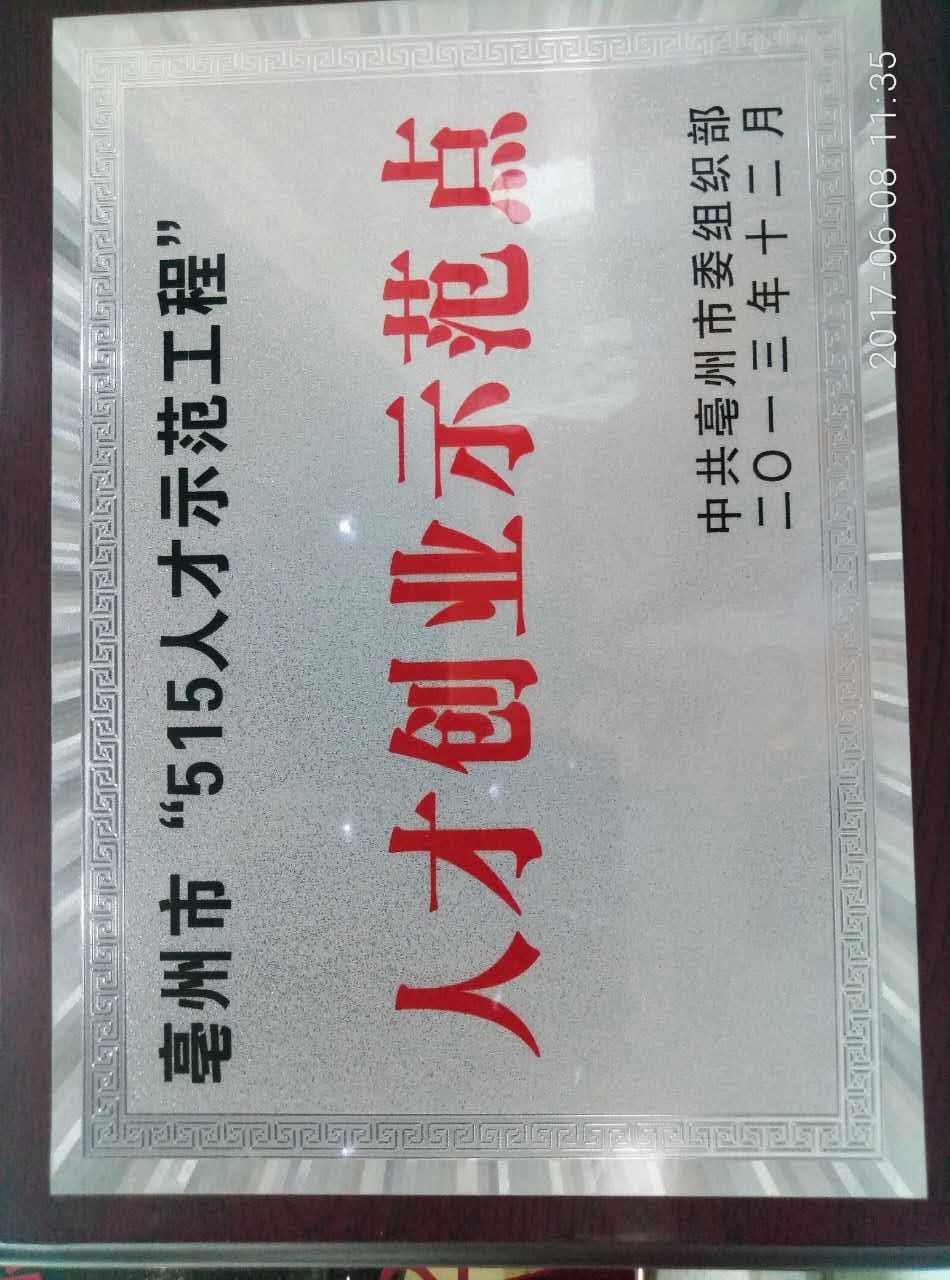 亳州市“515人才示范工程”
人才创业示范点
中共亳州市委组织部
二〇一三年十二月
2017-06-08 11:35